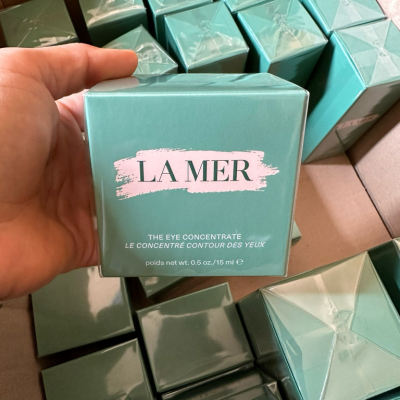 LA MER
THE EYE CONCENTRATE
LE CONCENTRÉ CONTOUR DES YEUX
poids net wt. 0.5 oz./15 ml ℮